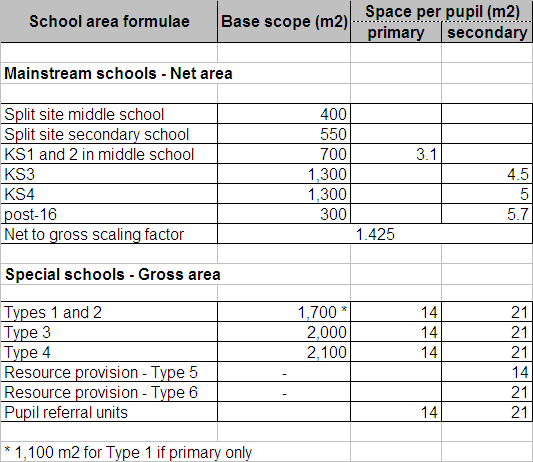 School area formulae Base scope (m2) Space per pupil (m2)
primary secondary
Mainstream schools - Net area
Split site middle school 400
Split site secondary school 550
KS1 and 2 in middle school 700 3.1
KS3 1,300 4.5
KS4 1,300 5
post-16 300 5.7
Net to gross scaling factor 1.425
Special schools - Gross area
Types 1 and 2 1,700 * 14 21
Type 3 2,000 14 21
Type 4 2,100 14 21
Resource provision - Type 5 - 14
Resource provision - Type 6 - 21
Pupil referral units 14 21
* 1,100 m2 for Type 1 if primary only